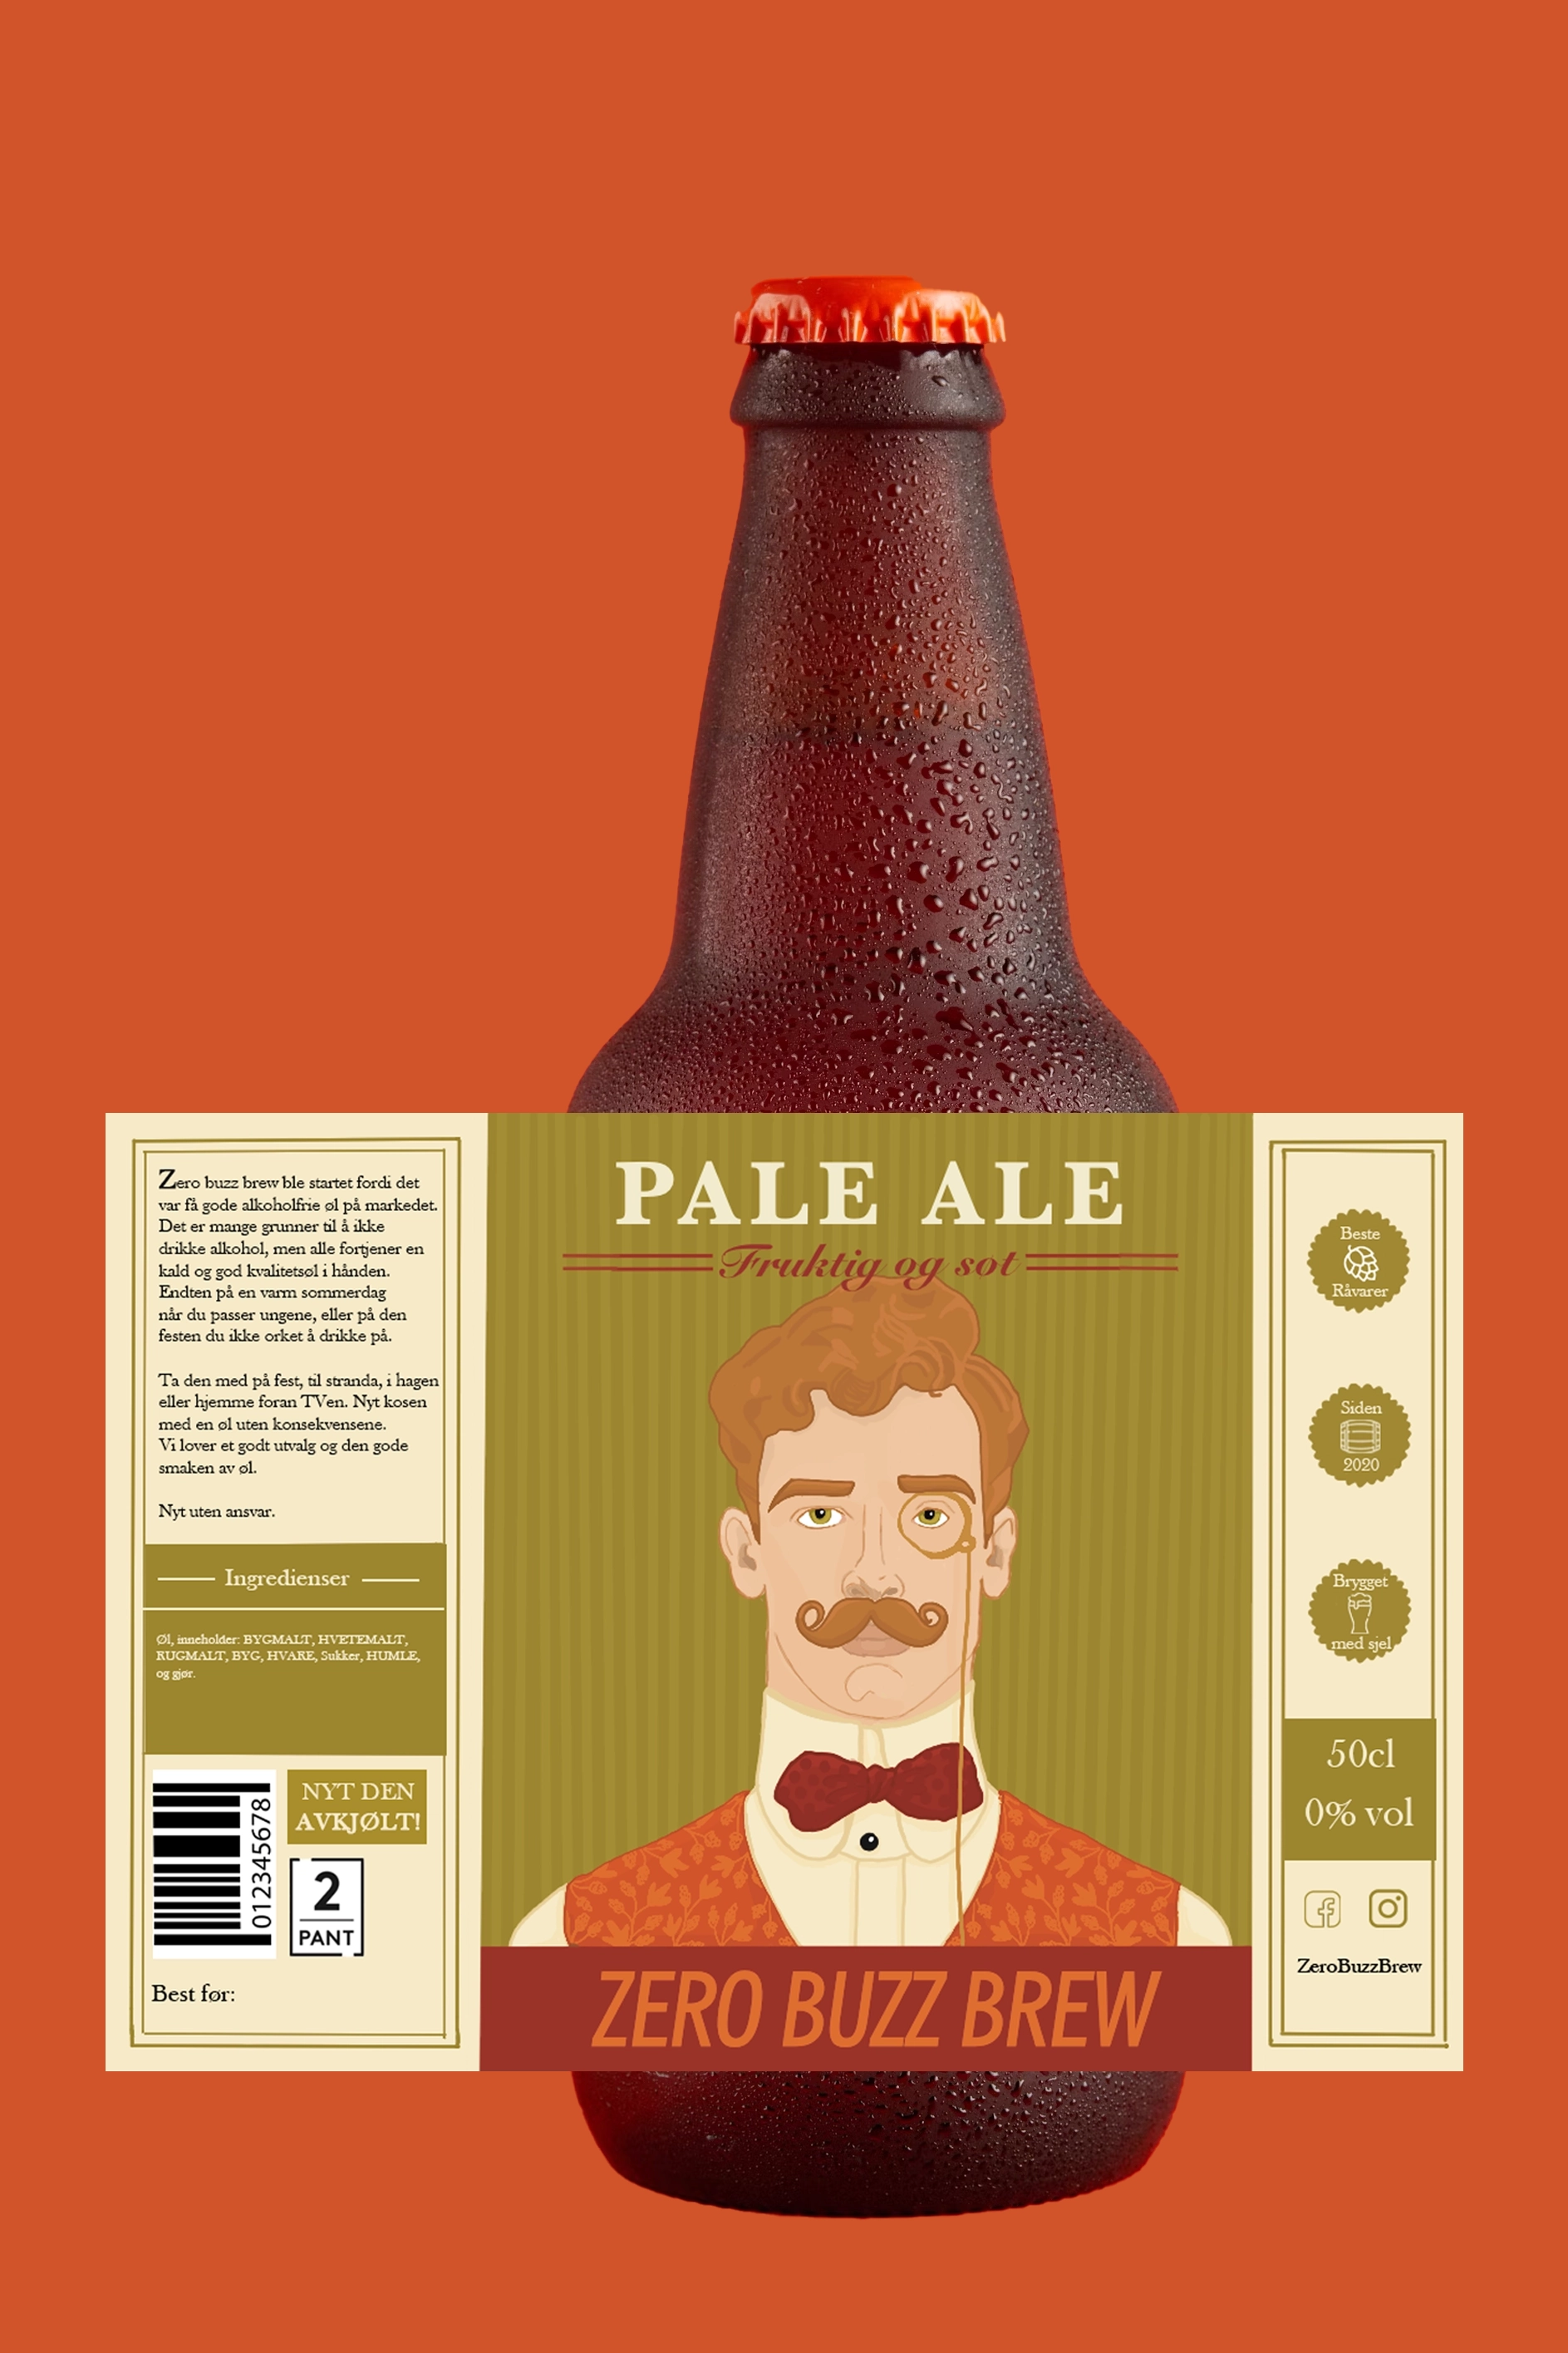 Zero buzz brew ble startet fordi det
var få gode alkoholfrie øl på markedet.
Det er mange grunner til å ikke
drikke alkohol, men alle fortjener en
kald og god kvalitetsøl i hånden.
Endten på en varm sommerdag
når du passer ungene, eller på den
festen du ikke orket å drikke på.
Ta den med på fest, til stranda, i hagen
eller hjemme foran TVen. Nyt kosen
med en øl uten konsekvensene.
Vi lover et godt utvalg og den gode
smaken av øl.
Nyt uten ansvar.
Ingredienser
Øl, inneholder: BYGMALT, HVETEMALT,
RUGMALT, BYG, HVARE, Sukker, HUMLE,
og gjør.
012345678
NYT DEN
AVKJØLT!
2
PANT
Best før:
PALE ALE
Fruktig og søt
ZERO BUZZ BREW
Beste
Råvarer
Siden
2020
Brygget
med sjel
50cl
0% vol
ZeroBuzzBrew